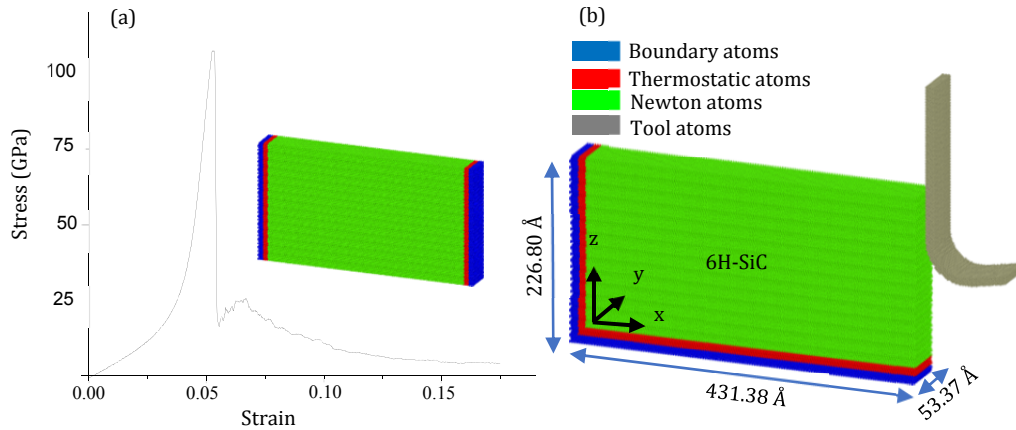 (a)
100
75
50
25
Stress (GPa)
0.00
0.05
0.10
0.15
Strain
(b)
Boundary atoms
Thermostatic atoms
Newton atoms
Tool atoms
226.80 Å
z
y
x
6H-SiC
431.38 Å
53.37 Å